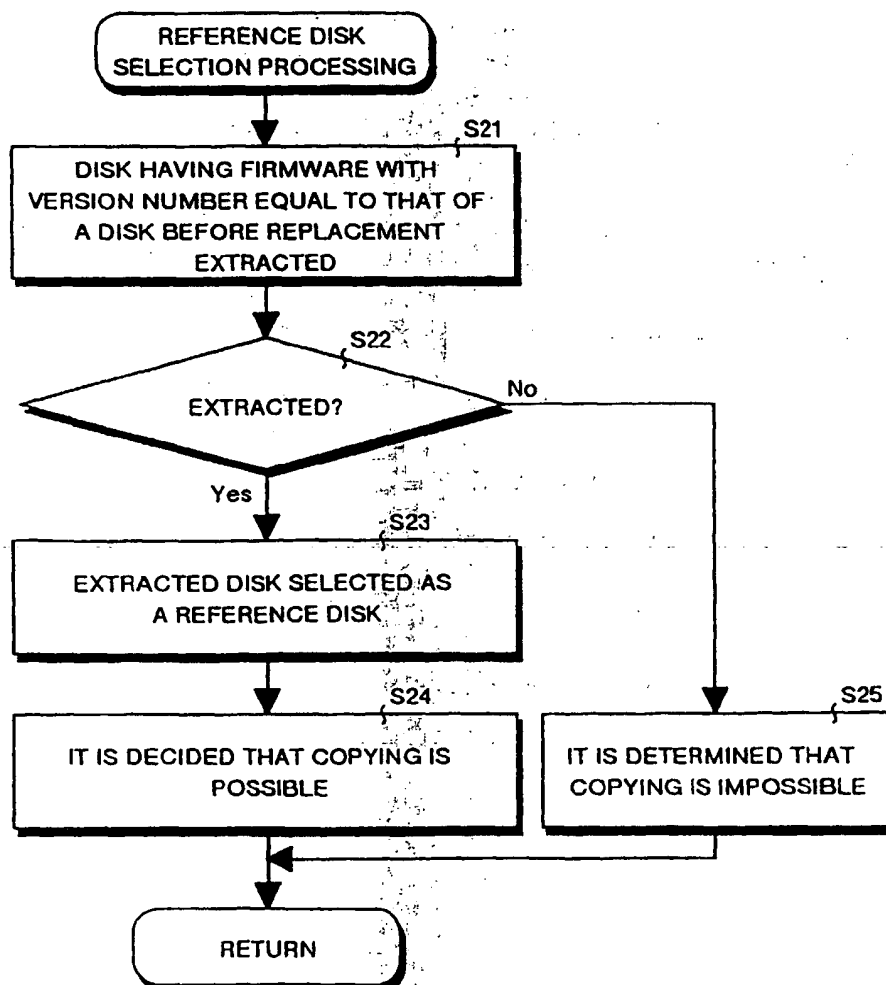 REFERENCE DISK
SELECTION PROCESSING
S21
DISK HAVING FIRMWARE WITH
VERSION NUMBER EQUAL TO THAT OF
A DISK BEFORE REPLACEMENT
EXTRACTED
S22
EXTRACTED?
No
Yes
S23
EXTRACTED DISK SELECTED AS
A REFERENCE DISK
S24
IT IS DECIDED THAT COPYING IS
POSSIBLE
S25
IT IS DETERMINED THAT
COPYING IS IMPOSSIBLE
RETURN